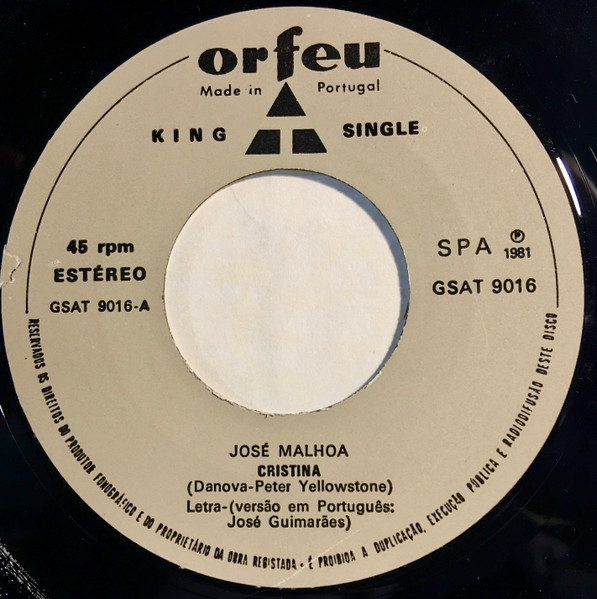 orfeu
Made in Portugal
KING SINGLE
45 rpm
ESTÉREO
GSAT 9016-A
SPA ℗ 1981
GSAT 9016
JOSÉ MALHOA
CRISTINA
(Danova-Peter Yellowstone)
Letra-(versão em Português:
José Guimarães)
RESERVADOS OS DIREITOS DO PRODUTOR FONOGRÁFICO E DO PROPRIETÁRIO DA OBRA REGISTADA - É PROIBIDA A DUPLICAÇÃO, EXECUÇÃO PÚBLICA E RADIODIFUSÃO DESTE DISCO